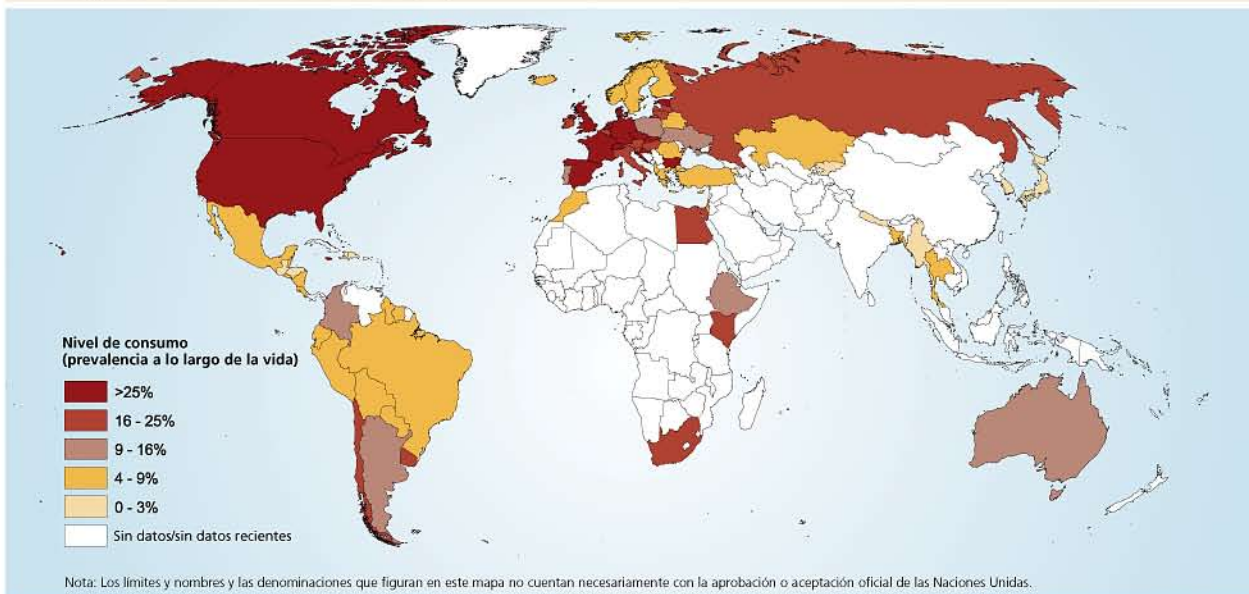 Nivel de consumo
(prevalencia a lo largo de la vida)
>25%
16 - 25%
9 - 16%
4 - 9%
0 - 3%
Sin datos/sin datos recientes
Nota: Los límites y nombres y las denominaciones que figuran en este mapa no cuentan necesariamente con la aprobación o aceptación oficial de las Naciones Unidas.